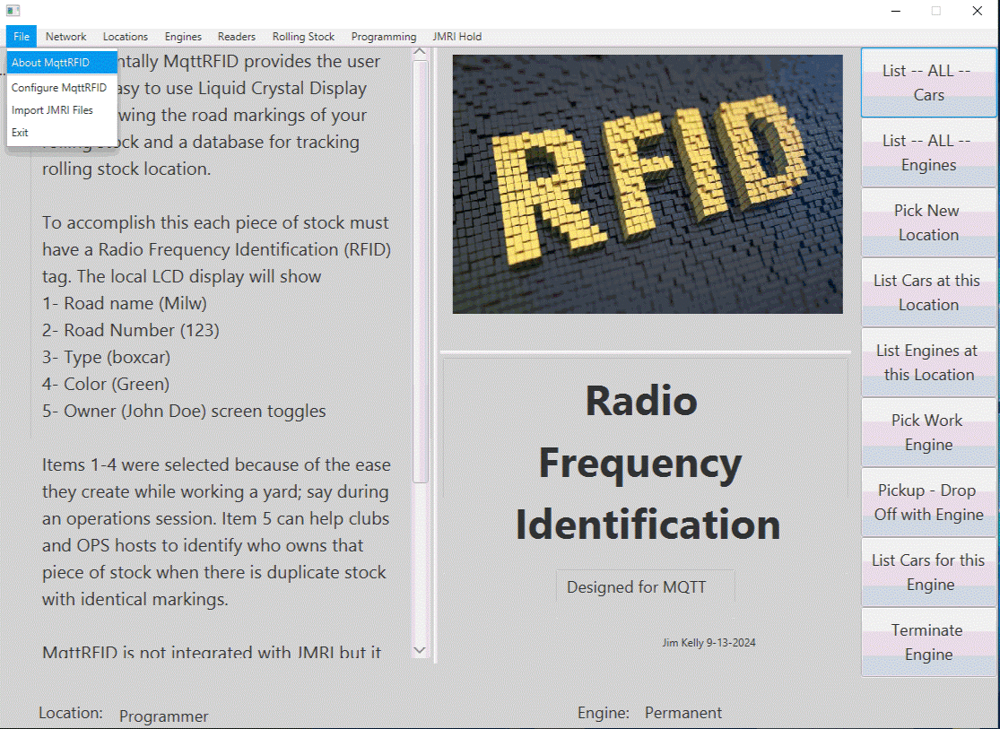 File Network Locations Engines Readers Rolling Stock Programming JMRI Hold
About MqttRFID
Configure MqttRFID
Import JMRI Files
Exit
ntally MqttRFID provides the user
asy to use Liquid Crystal Display
wing the road markings of your
rolling stock and a database for tracking
rolling stock location.
To accomplish this each piece of stock must
have a Radio Frequency Identification (RFID)
tag. The local LCD display will show
1- Road name (Milw)
2- Road Number (123)
3- Type (boxcar)
4- Color (Green)
5- Owner (John Doe) screen toggles
Items 1-4 were selected because of the ease
they create while working a yard; say during
an operations session. Item 5 can help clubs
and OPS hosts to identify who owns that
piece of stock when there is duplicate stock
with identical markings.
MqttRFID is not integrated with JMRI but it
RFID
Radio
Frequency
Identification
Designed for MQTT
Jim Kelly 9-13-2024
List -- ALL --
Cars
List -- ALL --
Engines
Pick New
Location
List Cars at this
Location
List Engines at
this Location
Pick Work
Engine
Pickup - Drop
Off with Engine
List Cars for this
Engine
Terminate
Engine
Location: Programmer
Engine: Permanent